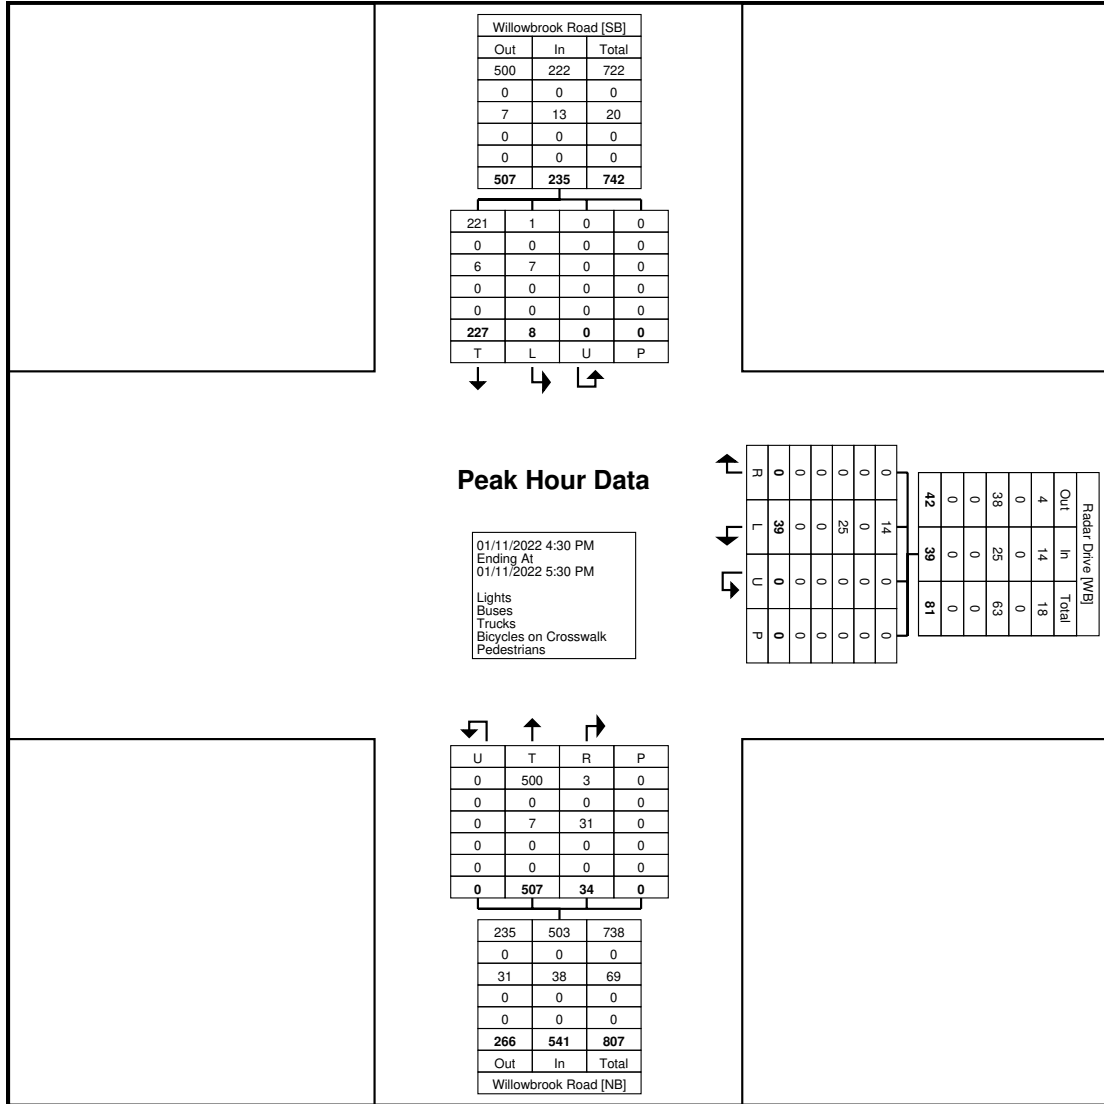 Willowbrook Road [SB]
Out In Total
500 222 722
0 0 0
7 13 20
0 0 0
0 0 0
507 235 742
221 1 0 0
0 0 0 0
6 7 0 0
0 0 0 0
0 0 0 0
227 8 0 0
T L U P
Peak Hour Data
01/11/2022 4:30 PM
Ending At
01/11/2022 5:30 PM
Lights
Buses
Trucks
Bicycles on Crosswalk
Pedestrians
Radar Drive [WB]
Out In Total
4 14 18
0 0 0
38 25 63
0 0 0
0 0 0
42 39 81
0 14 0 0
0 0 0 0
0 25 0 0
0 0 0 0
0 0 0 0
0 39 0 0
R L U P
U T R P
0 500 3 0
0 0 0 0
0 7 31 0
0 0 0 0
0 0 0 0
0 507 34 0
235 503 738
0 0 0
31 38 69
0 0 0
0 0 0
266 541 807
Out In Total
Willowbrook Road [NB]